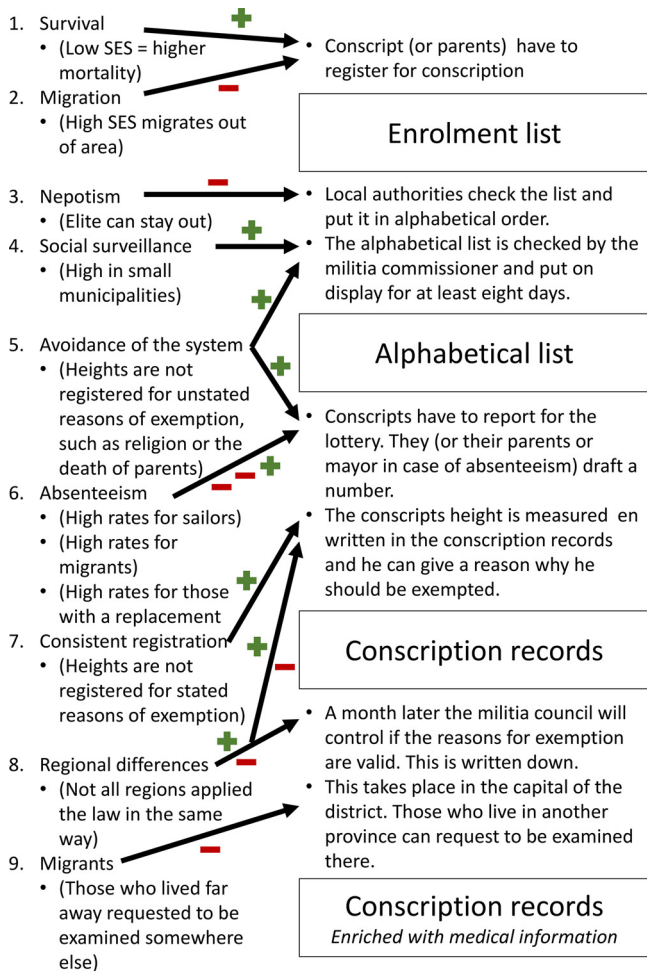 1. Survival
• (Low SES = higher
mortality)
2. Migration
• (High SES migrates out
of area)
3. Nepotism
• (Elite can stay out)
4. Social surveillance
• (High in small
municipalities)
5. Avoidance of the system
• (Heights are not
registered for unstated
reasons of exemption,
such as religion or the
death of parents)
6. Absenteeism
• (High rates for sailors)
• (High rates for
migrants)
• (High rates for those
with a replacement
7. Consistent registration
• (Heights are not
registered for stated
reasons of exemption)
8. Regional differences
• (Not all regions applied
the law in the same
way)
9. Migrants
• (Those who lived far
away requested to be
examined somewhere
else)
• Conscript (or parents) have to
register for conscription
Enrolment list
• Local authorities check the list and
put it in alphabetical order.
• The alphabetical list is checked by the
militia commissioner and put on
display for at least eight days.
Alphabetical list
• Conscripts have to report for the
lottery. They (or their parents or
mayor in case of absenteeism) draft a
number.
• The conscripts height is measured en
written in the conscription records
and he can give a reason why he
should be exempted.
Conscription records
• A month later the militia council will
control if the reasons for exemption
are valid. This is written down.
• This takes place in the capital of the
district. Those who live in another
province can request to be examined
there.
Conscription records
Enriched with medical information